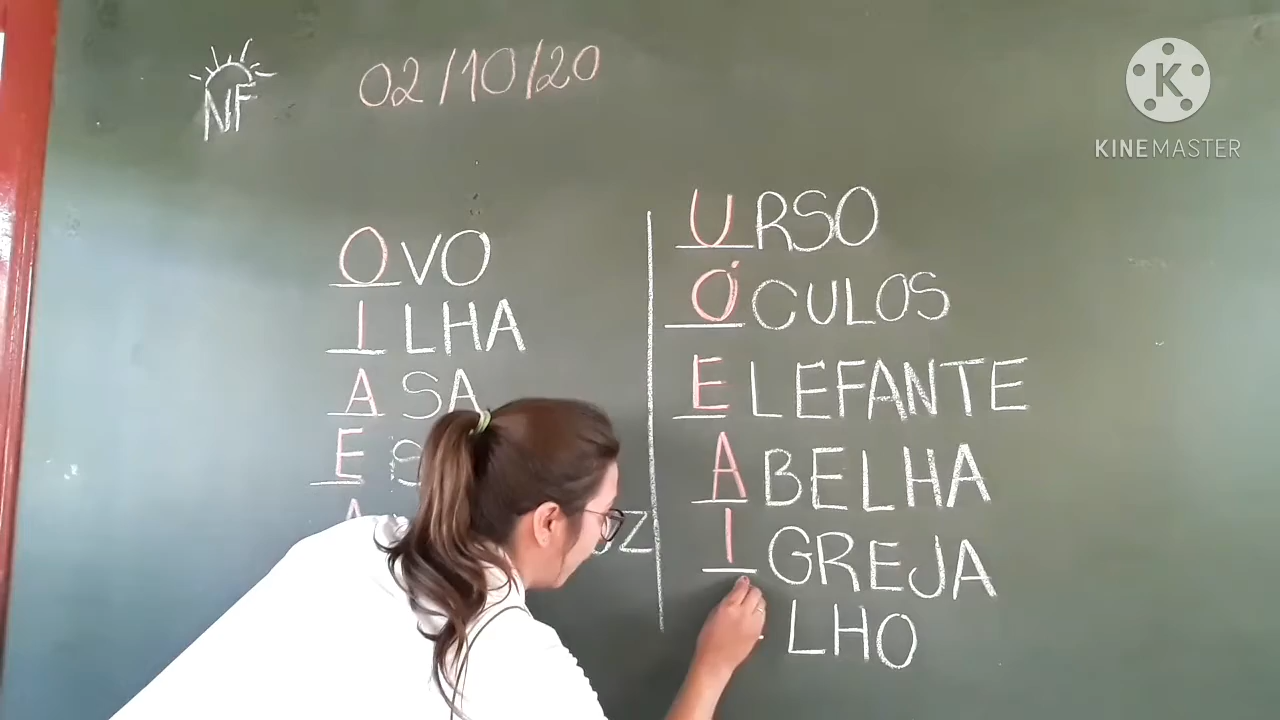 NF 02/10/20
KINEMASTER
OVO
ILHA
ASA
E
URSO
ÓCULOS
ELEFANTE
ABELHA
IGREJA
LHO